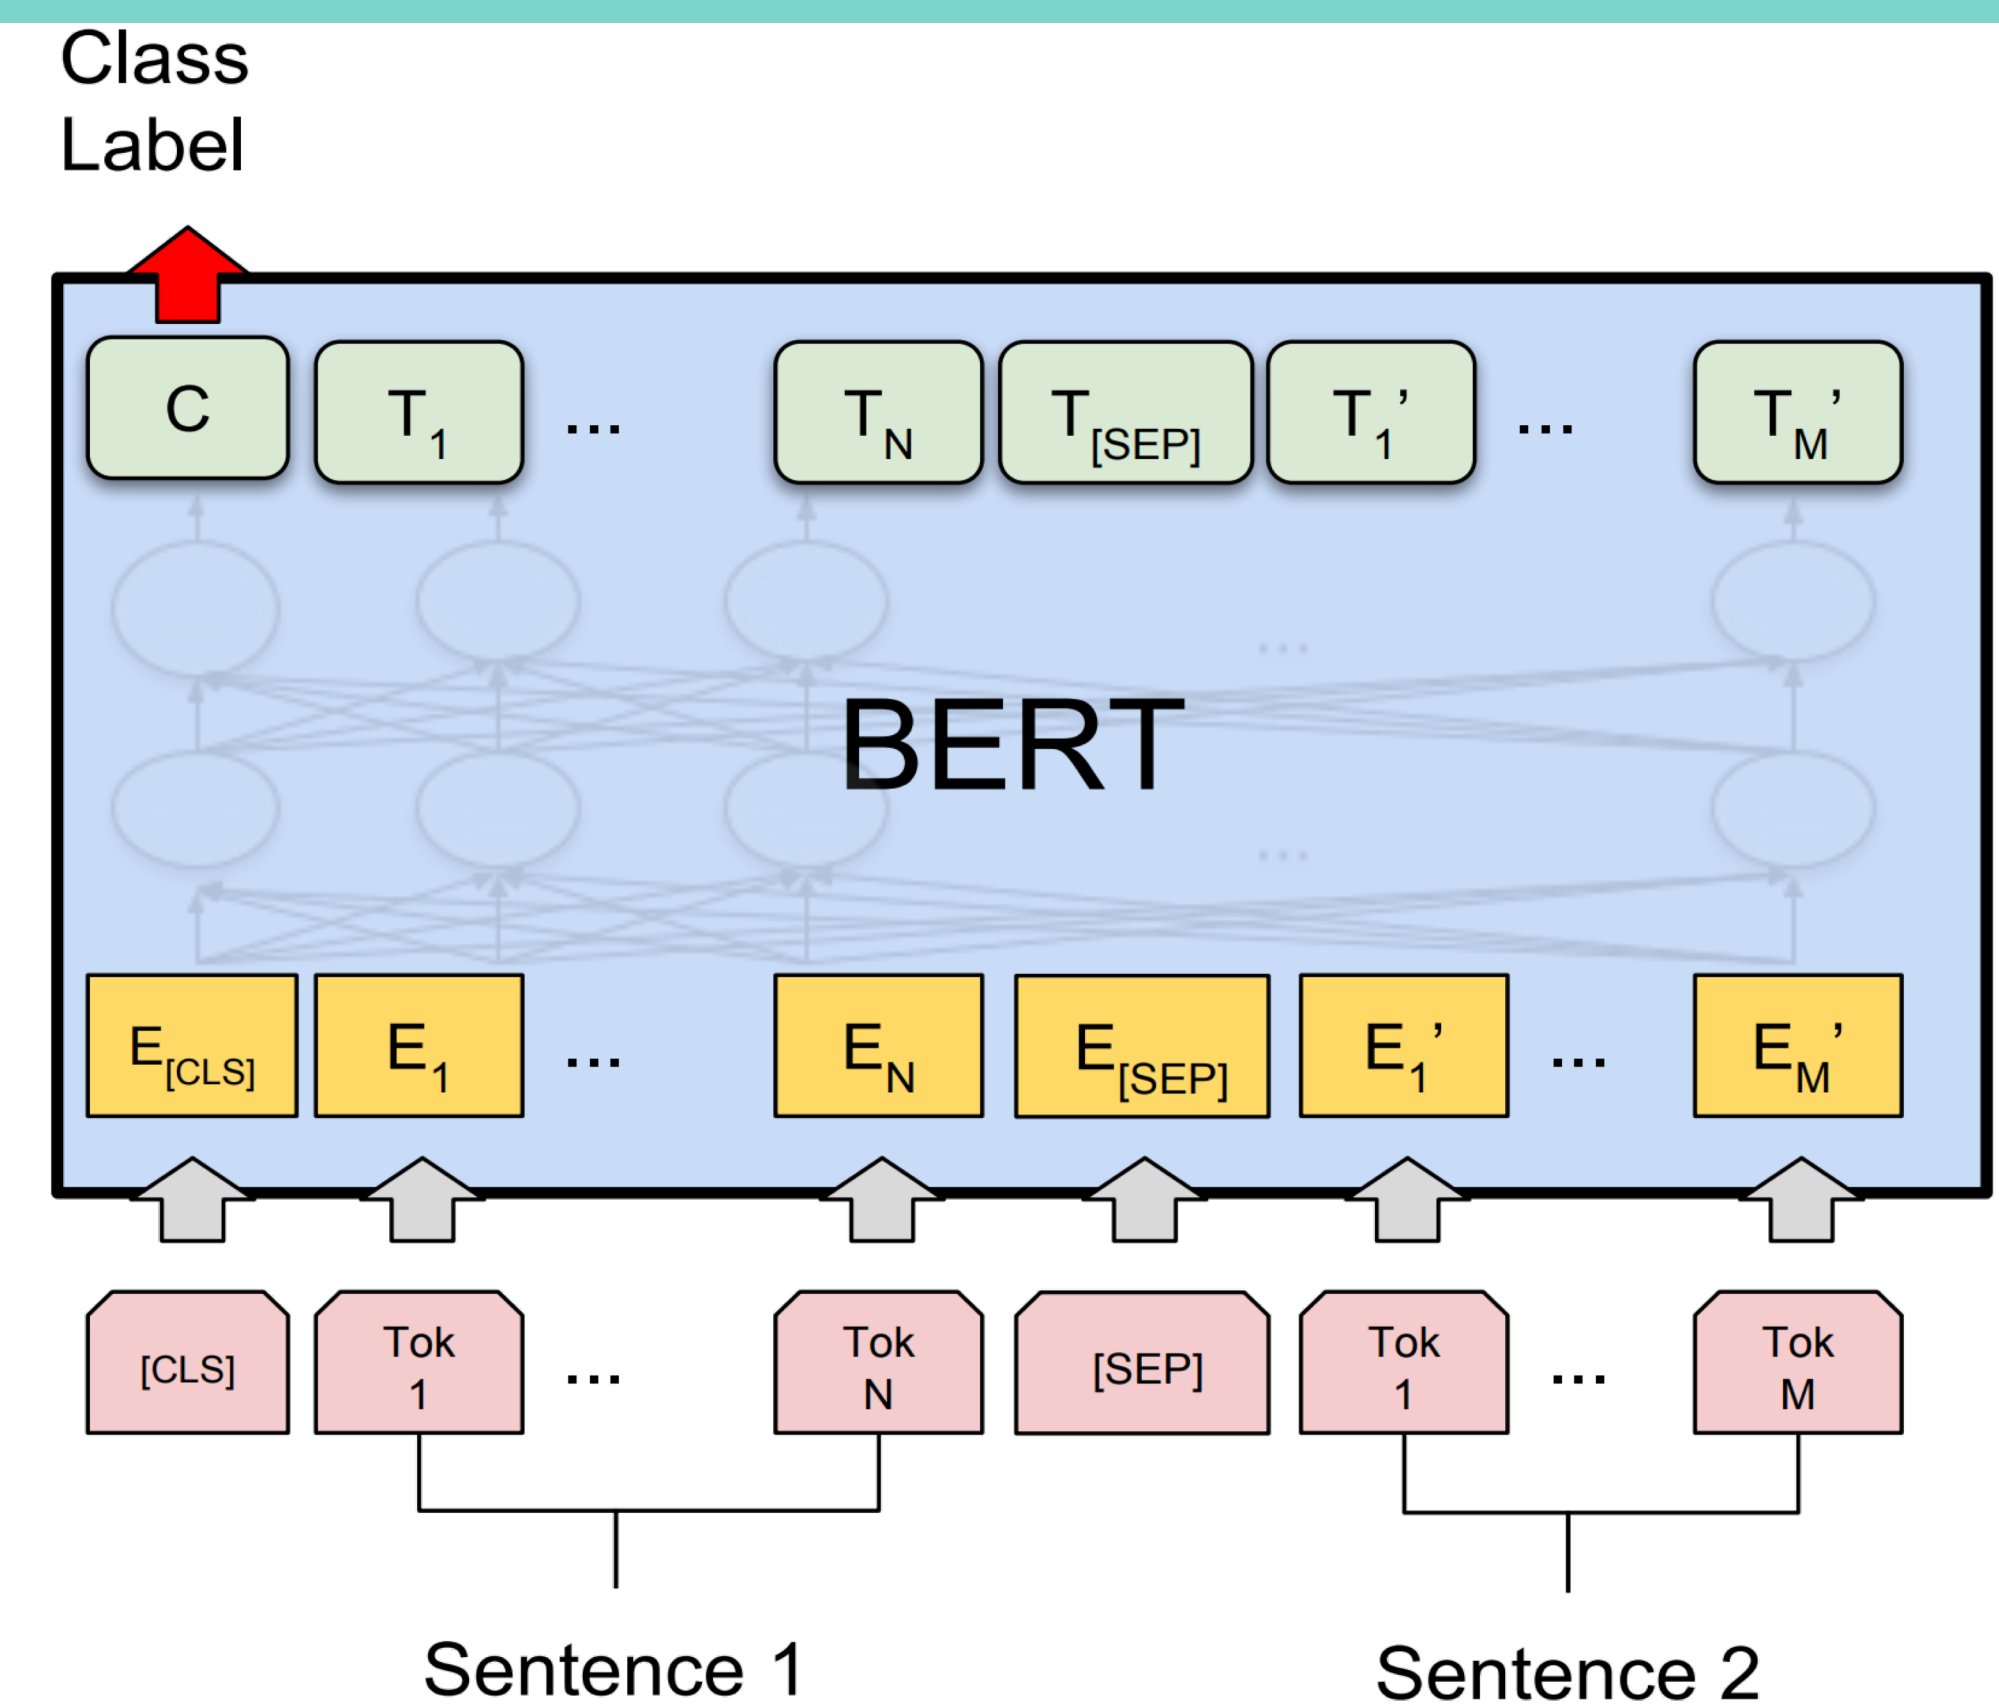 Class
Label
C T1 ... TN T[SEP] T1’ ... TM’
...
BERT
...
E[CLS] E1 ... EN E[SEP] E1’ ... EM’
[CLS] Tok 1 ... Tok N [SEP] Tok 1 ... Tok M
Sentence 1 Sentence 2